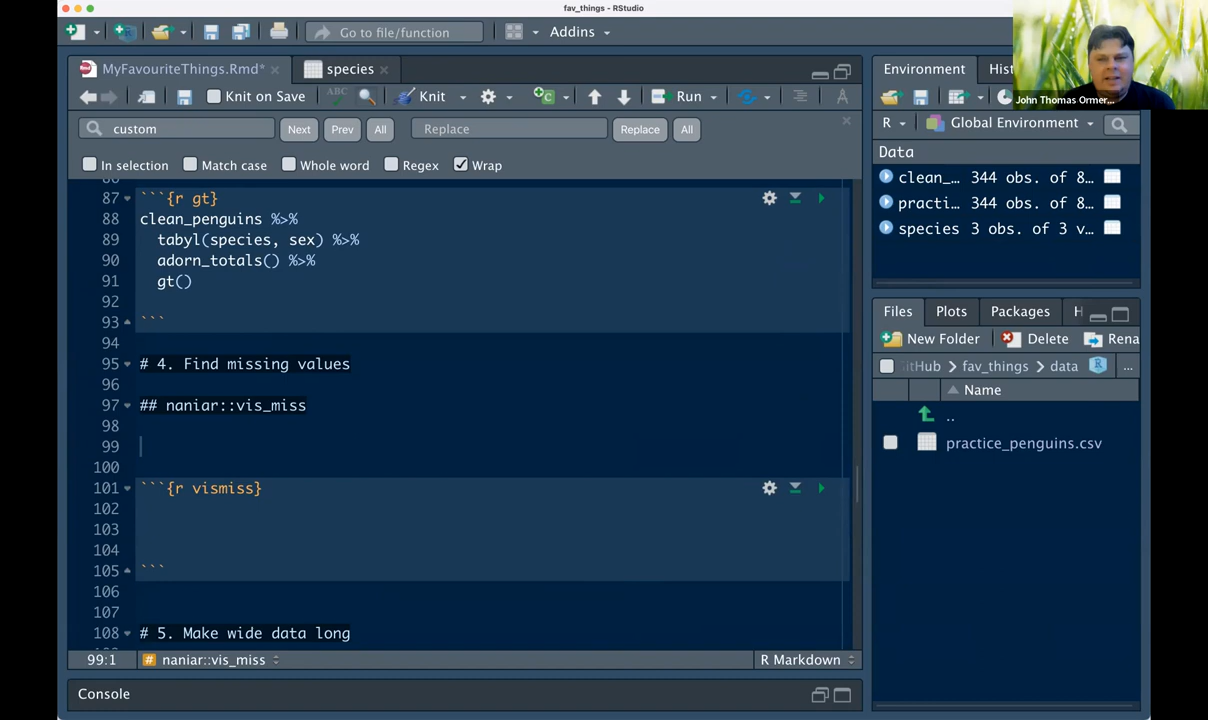 fav_things - RStudio
Go to file/function
Addins
MyFavouriteThings.Rmd*
species
Knit on Save
ABC
Knit
Run
custom
Next
Prev
All
Replace
Replace
All
In selection
Match case
Whole word
Regex
Wrap
86
87 ```{r gt}
88 clean_penguins %>%
89 tabyl(species, sex) %>%
90 adorn_totals() %>%
91 gt()
92
93 ```
94
95 # 4. Find missing values
96
97 ## naniar::vis_miss
98
99
100
101 ```{r vismiss}
102
103
104
105 ```
106
107
108 # 5. Make wide data long
99:1
# naniar::vis_miss
R Markdown
Console
John Thomas Ormer...
Environment
Hist
R
Global Environment
Data
clean_… 344 obs. of 8…
practi… 344 obs. of 8…
species 3 obs. of 3 v…
Files
Plots
Packages
H
New Folder
Delete
Rena
itHub > fav_things > data
R
...
Name
..
practice_penguins.csv